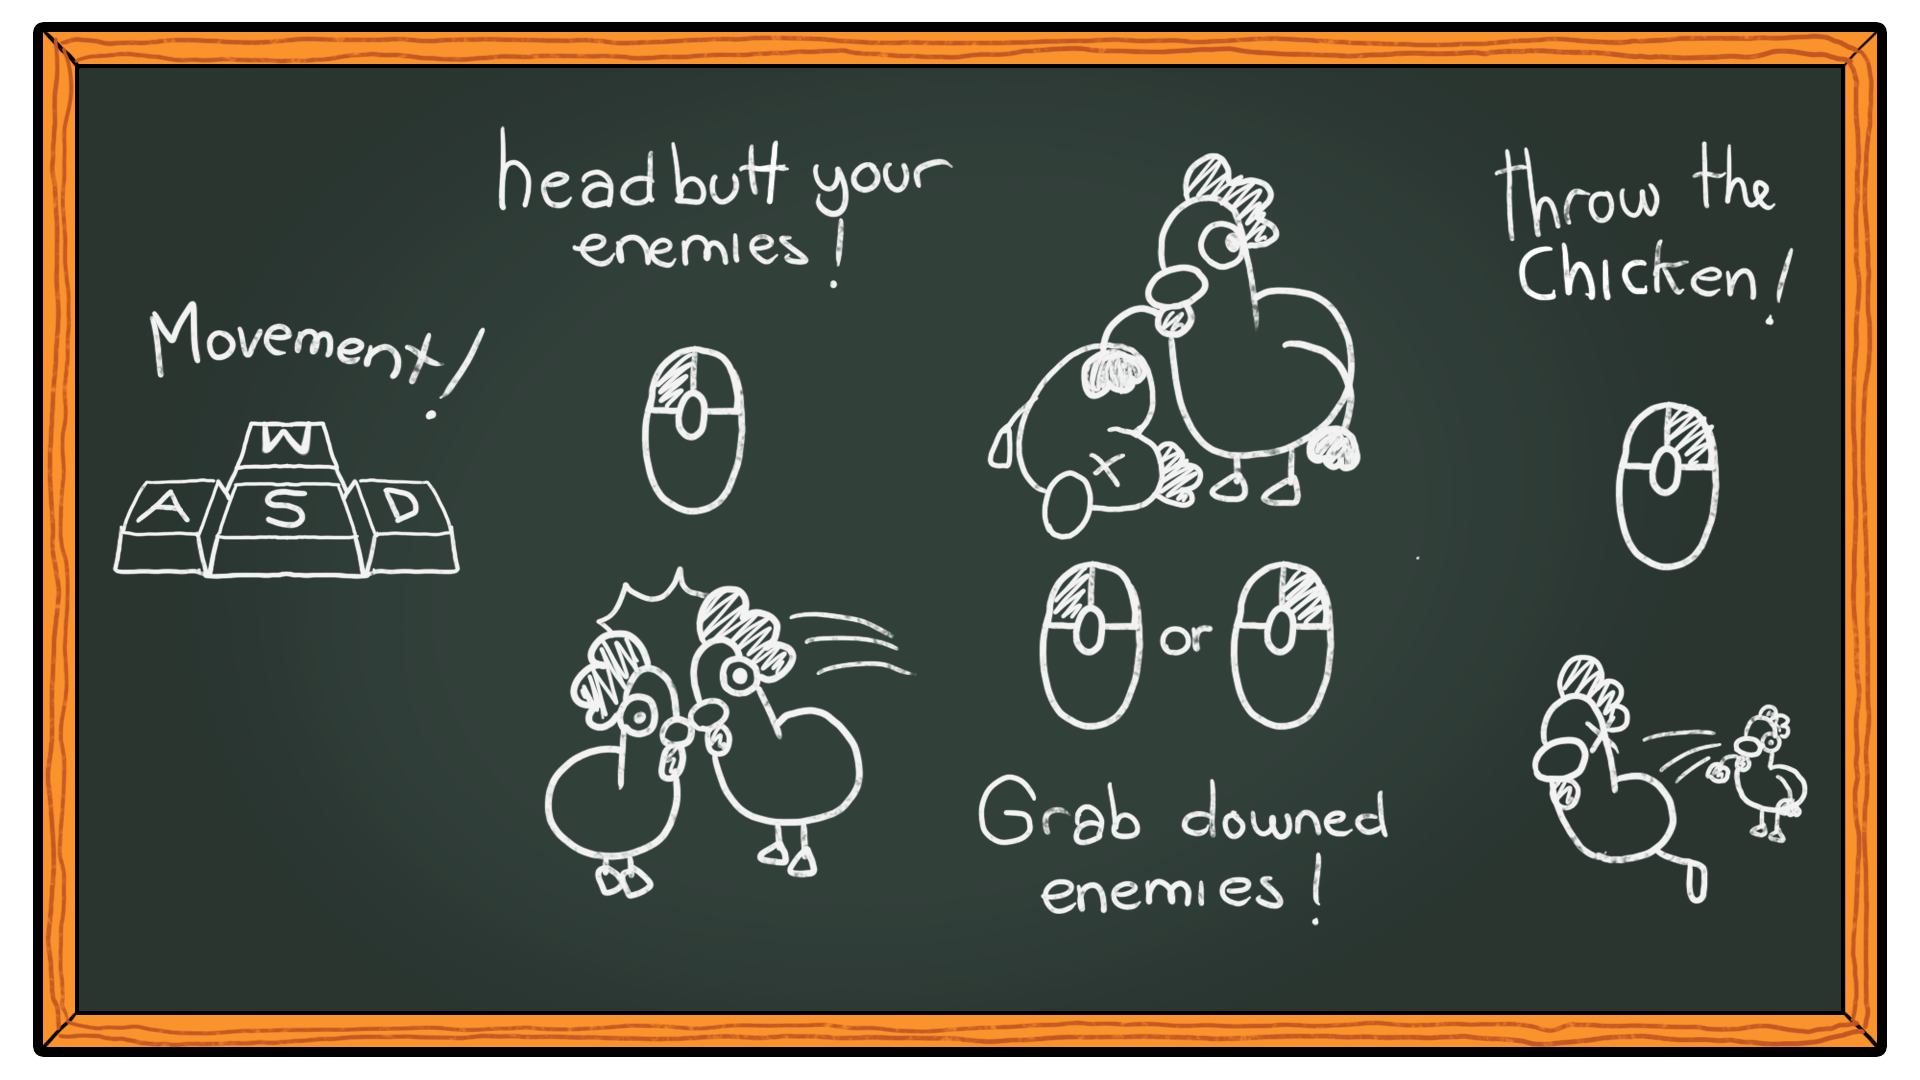 Movement!
W
A S D
headbutt your
enemies!
or
Grab downed
enemies!
throw the
Chicken!